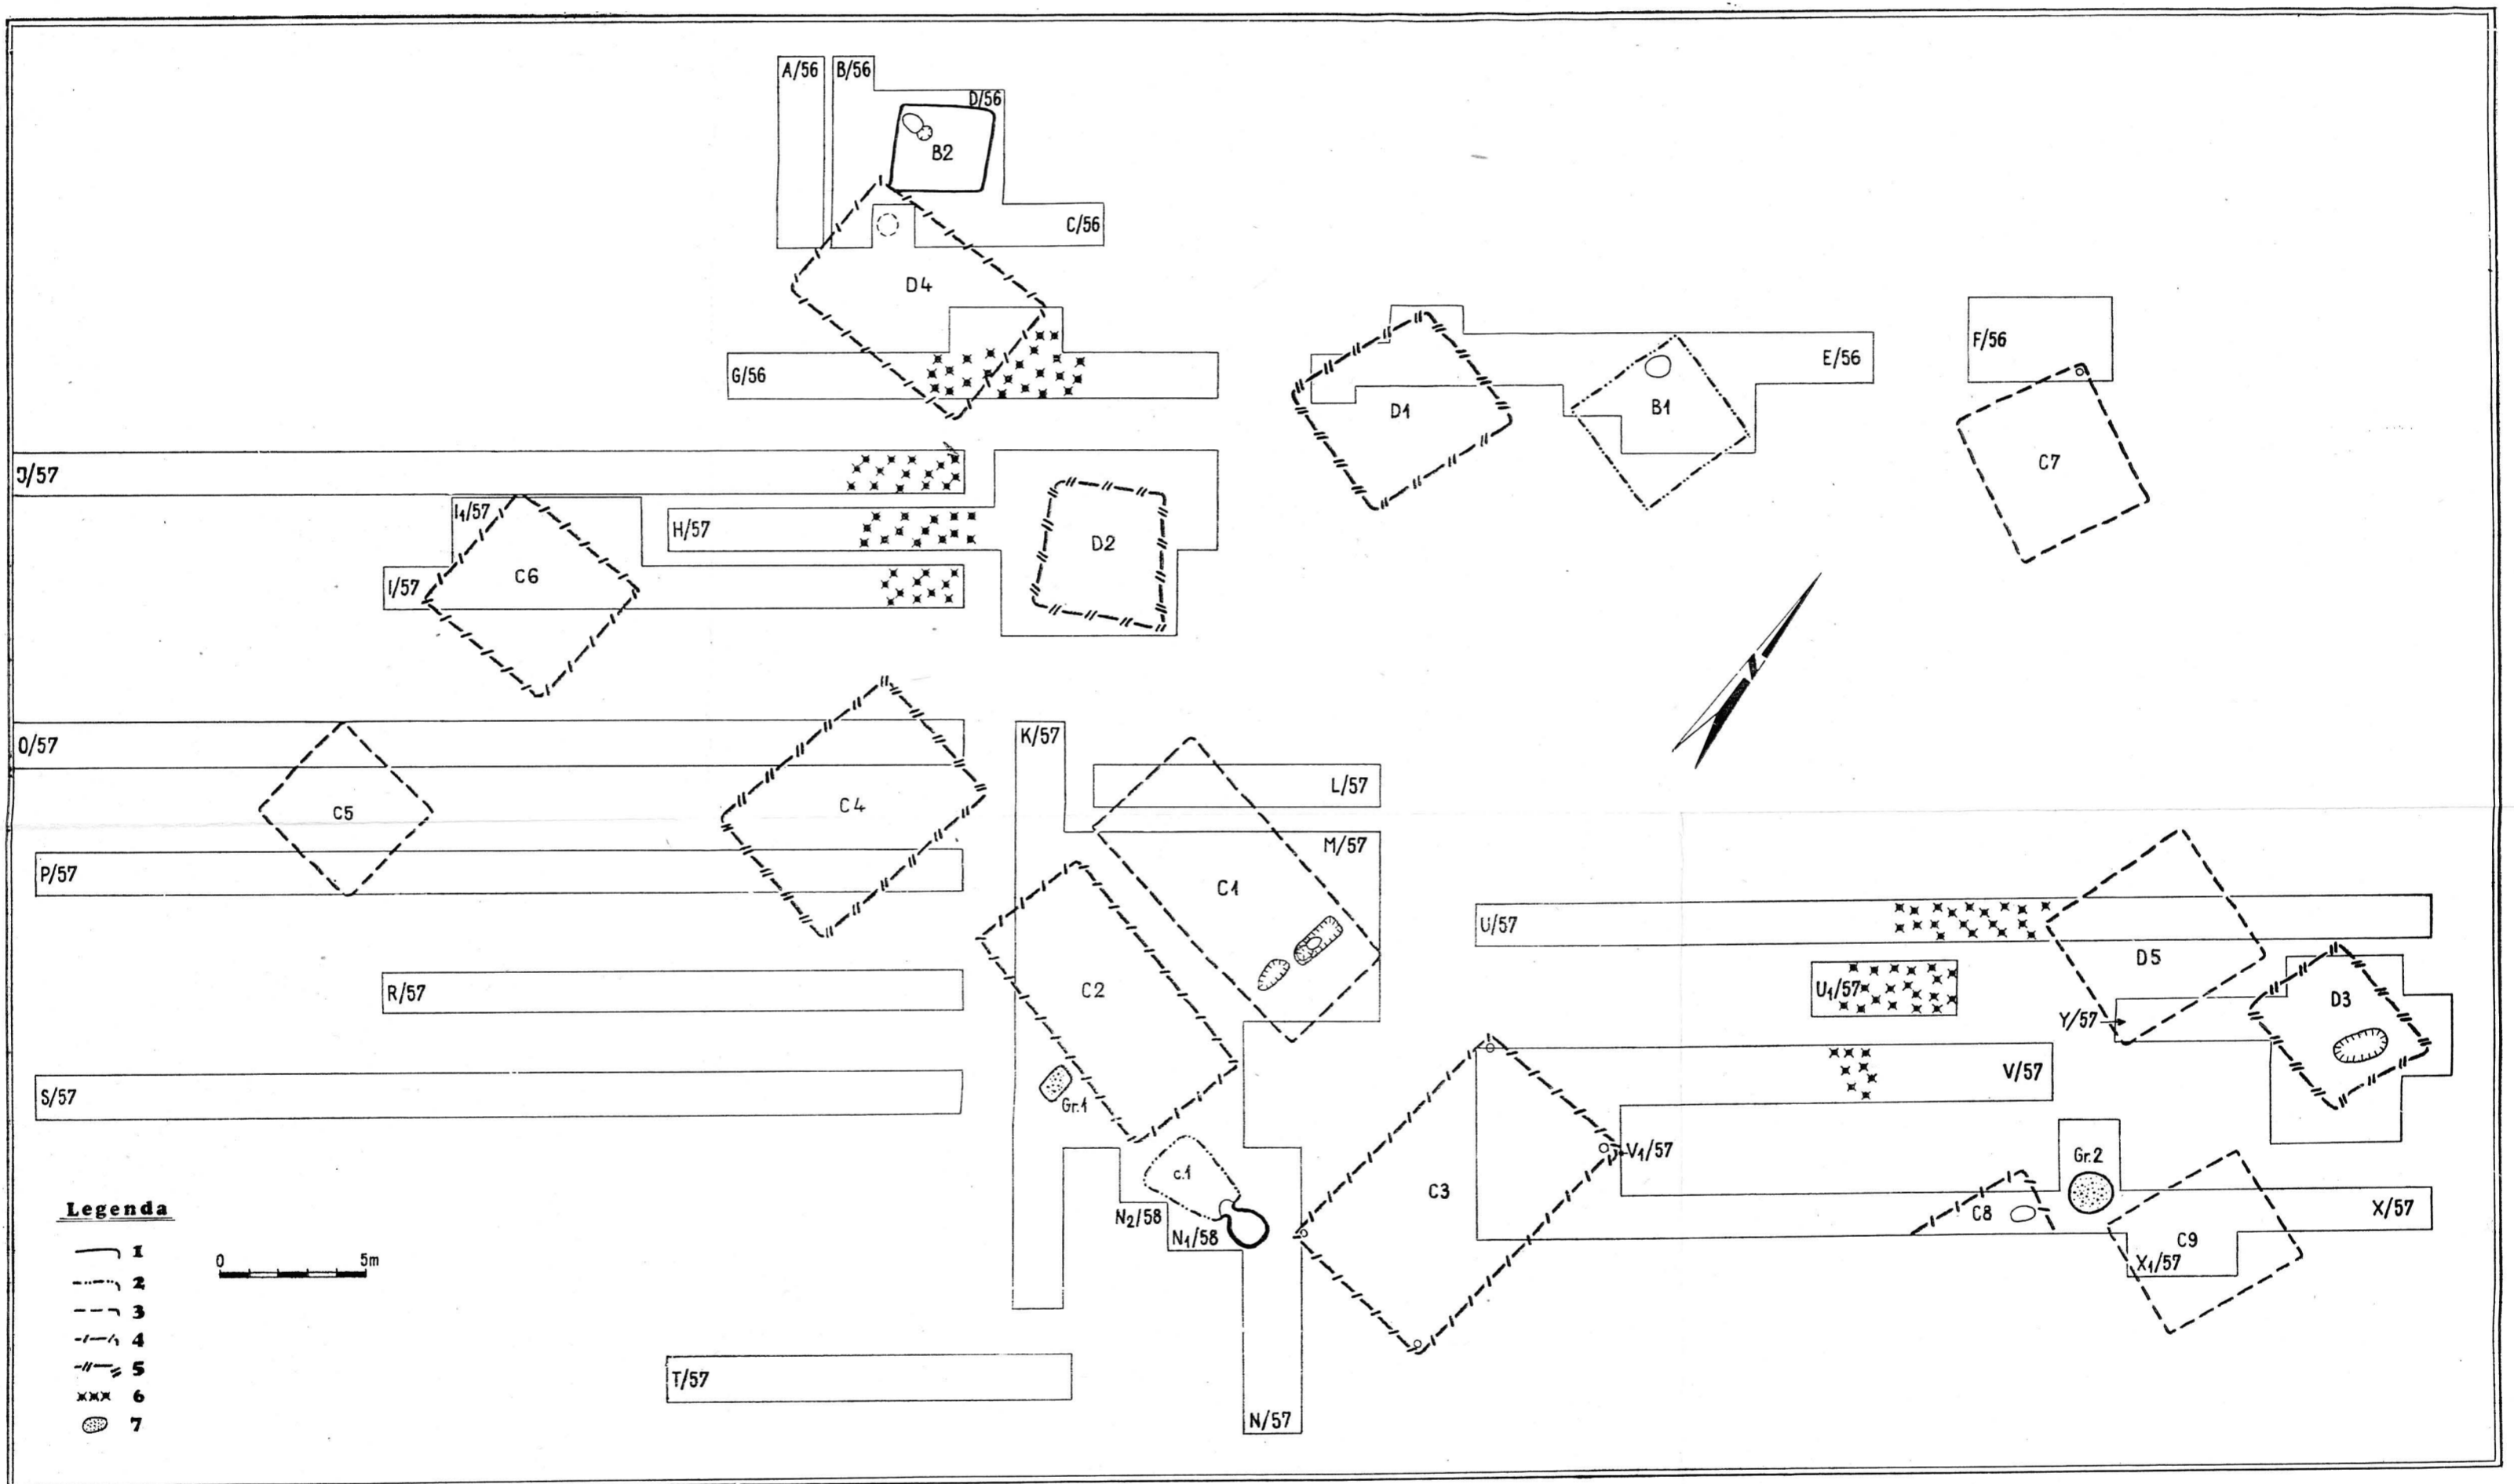 A/56
B/56
D/56
B2
C/56
D4
G/56
E/56
D1
B1
F/56
C7
J/57
I1/57
H/57
D2
C6
I/57
N
O/57
K/57
L/57
C5
C4
M/57
P/57
C1
U/57
C2
D5
R/57
U1/57
D3
Y/57
S/57
Gr.1
V/57
V1/57
c.1
Gr.2
C3
N2/58
C8
X/57
N1/58
C9
X1/57
Legenda
1
2
3
4
5
6
7
0 5m
T/57
N/57